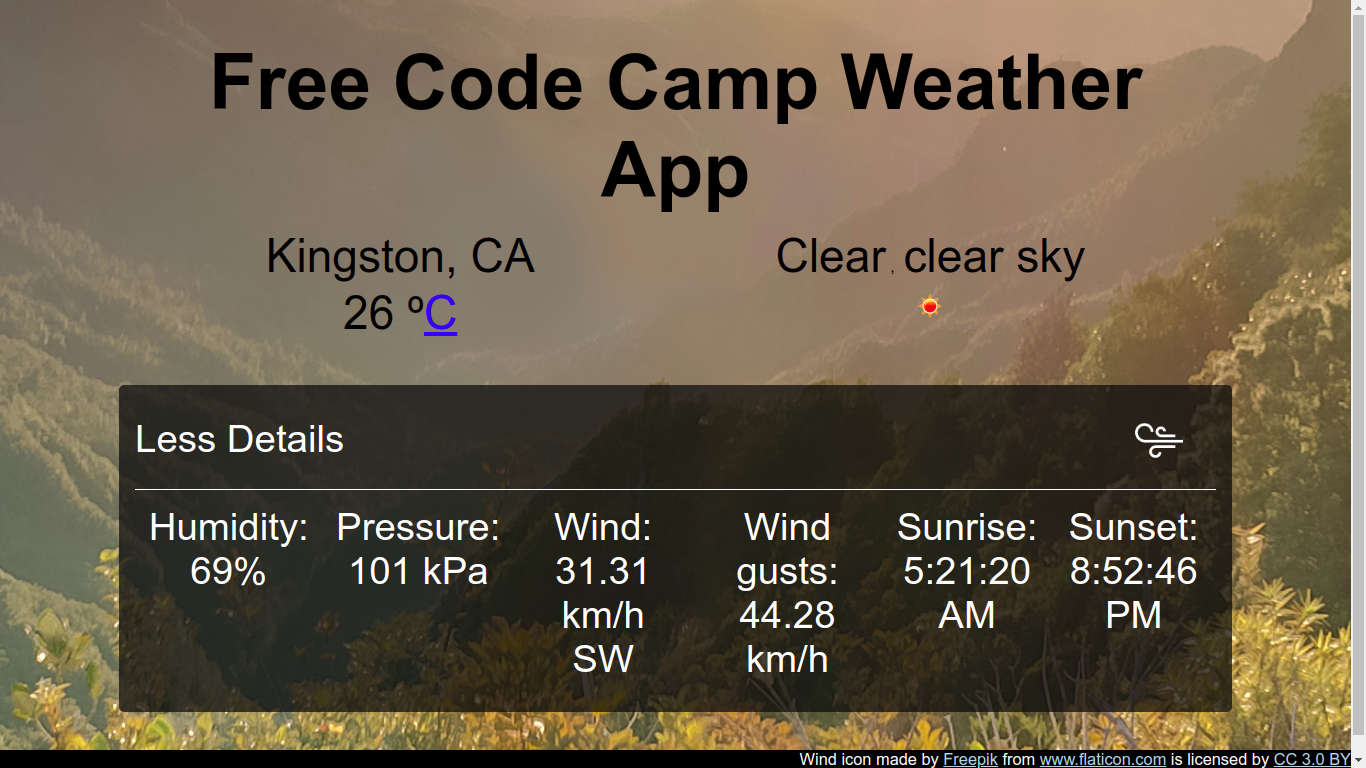 Free Code Camp Weather
App
Kingston, CA
26 ºC
Clear, clear sky
Less Details
Humidity:
69%
Pressure:
101 kPa
Wind:
31.31
km/h
SW
Wind
gusts:
44.28
km/h
Sunrise:
5:21:20
AM
Sunset:
8:52:46
PM
Wind icon made by Freepik from www.flaticon.com is licensed by CC 3.0 BY